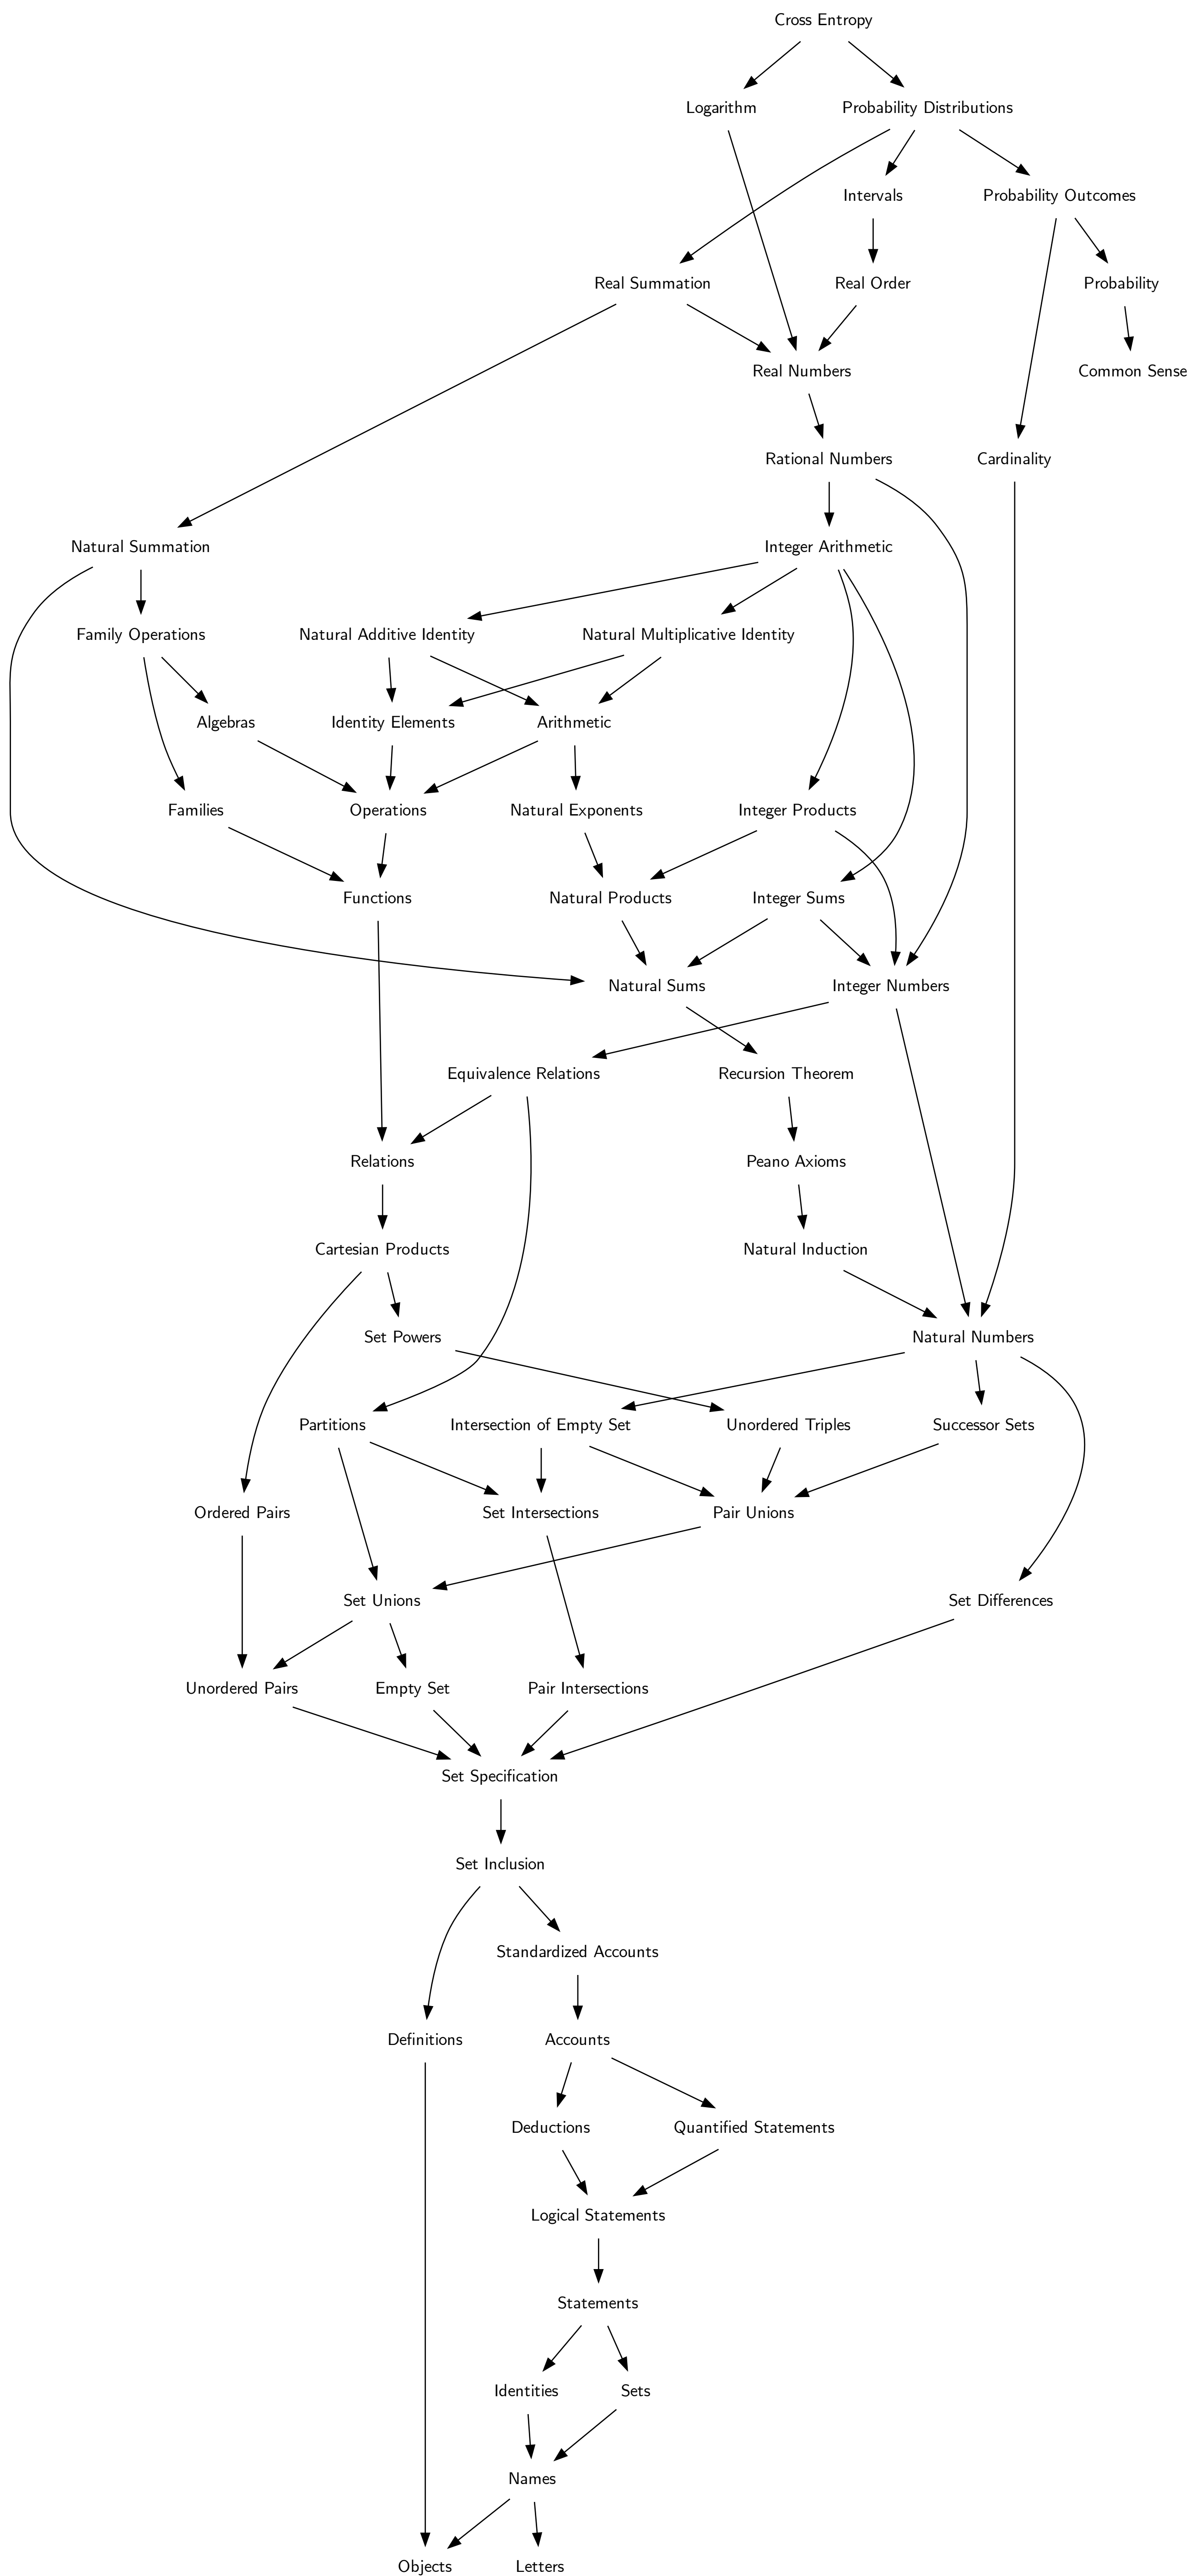 Cross Entropy
Logarithm
Probability Distributions
Intervals
Probability Outcomes
Real Summation
Real Order
Probability
Real Numbers
Common Sense
Rational Numbers
Cardinality
Natural Summation
Integer Arithmetic
Family Operations
Natural Additive Identity
Natural Multiplicative Identity
Algebras
Identity Elements
Arithmetic
Families
Operations
Natural Exponents
Integer Products
Functions
Natural Products
Integer Sums
Natural Sums
Integer Numbers
Equivalence Relations
Recursion Theorem
Relations
Peano Axioms
Cartesian Products
Natural Induction
Set Powers
Natural Numbers
Partitions
Intersection of Empty Set
Unordered Triples
Successor Sets
Ordered Pairs
Set Intersections
Pair Unions
Set Unions
Set Differences
Unordered Pairs
Empty Set
Pair Intersections
Set Specification
Set Inclusion
Standardized Accounts
Definitions
Accounts
Deductions
Quantified Statements
Logical Statements
Statements
Identities
Sets
Names
Objects
Letters